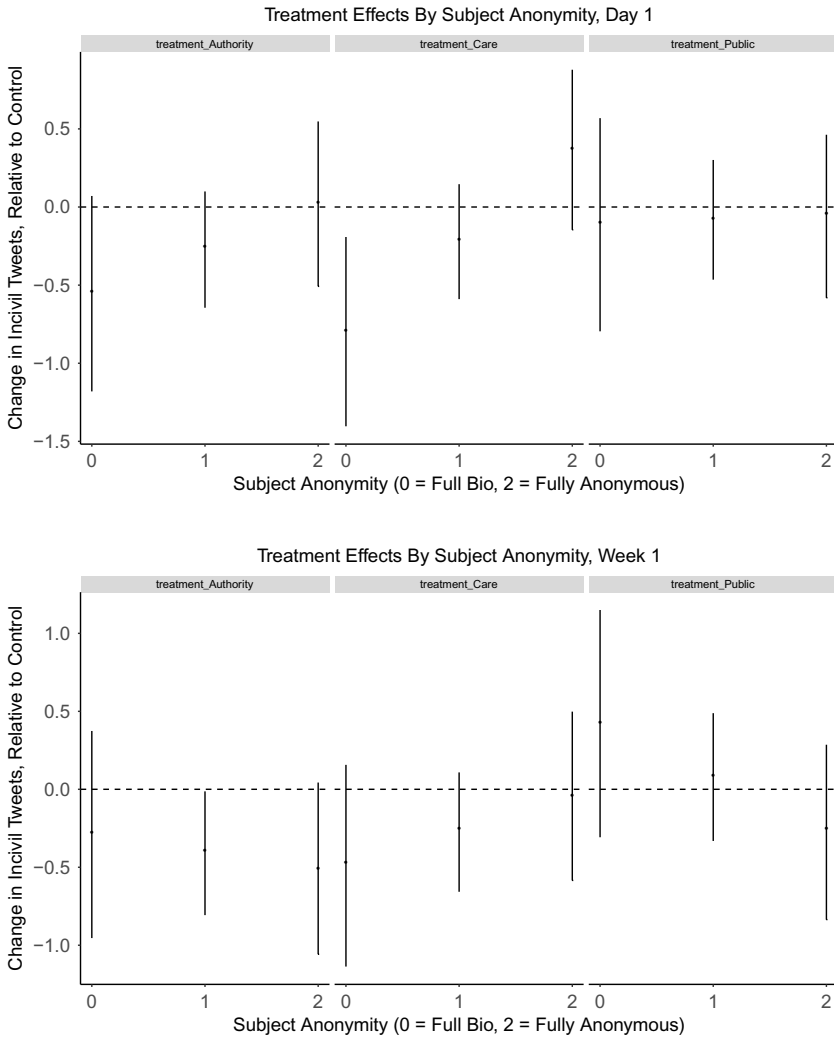 Treatment Effects By Subject Anonymity, Day 1
treatment_Authority treatment_Care treatment_Public
Change in Incivil Tweets, Relative to Control
0.5
0.0
−0.5
−1.0
−1.5
0 1 2 0 1 2 0 1 2
Subject Anonymity (0 = Full Bio, 2 = Fully Anonymous)
Treatment Effects By Subject Anonymity, Week 1
treatment_Authority treatment_Care treatment_Public
Change in Incivil Tweets, Relative to Control
1.0
0.5
0.0
−0.5
−1.0
0 1 2 0 1 2 0 1 2
Subject Anonymity (0 = Full Bio, 2 = Fully Anonymous)